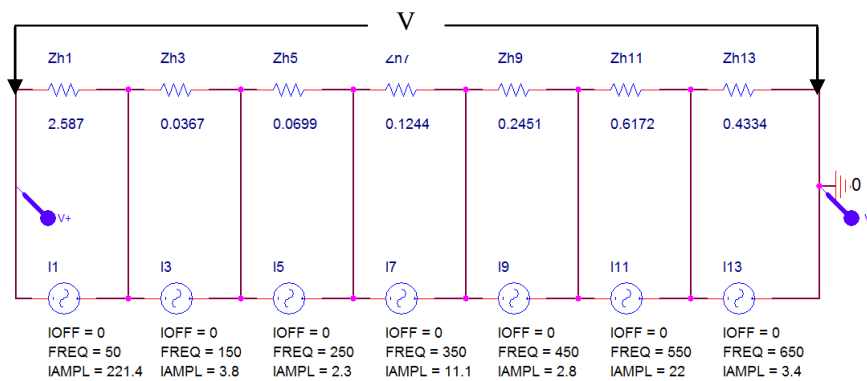 V
Zh1 Zh3 Zh5 Zh7 Zh9 Zh11 Zh13
2.587 0.0367 0.0699 0.1244 0.2451 0.6172 0.4334
0
V+
I1 I3 I5 I7 I9 I11 I13
IOFF = 0 IOFF = 0 IOFF = 0 IOFF = 0 IOFF = 0 IOFF = 0 IOFF = 0
FREQ = 50 FREQ = 150 FREQ = 250 FREQ = 350 FREQ = 450 FREQ = 550 FREQ = 650
IAMPL = 221.4 IAMPL = 3.8 IAMPL = 2.3 IAMPL = 11.1 IAMPL = 2.8 IAMPL = 22 IAMPL = 3.4